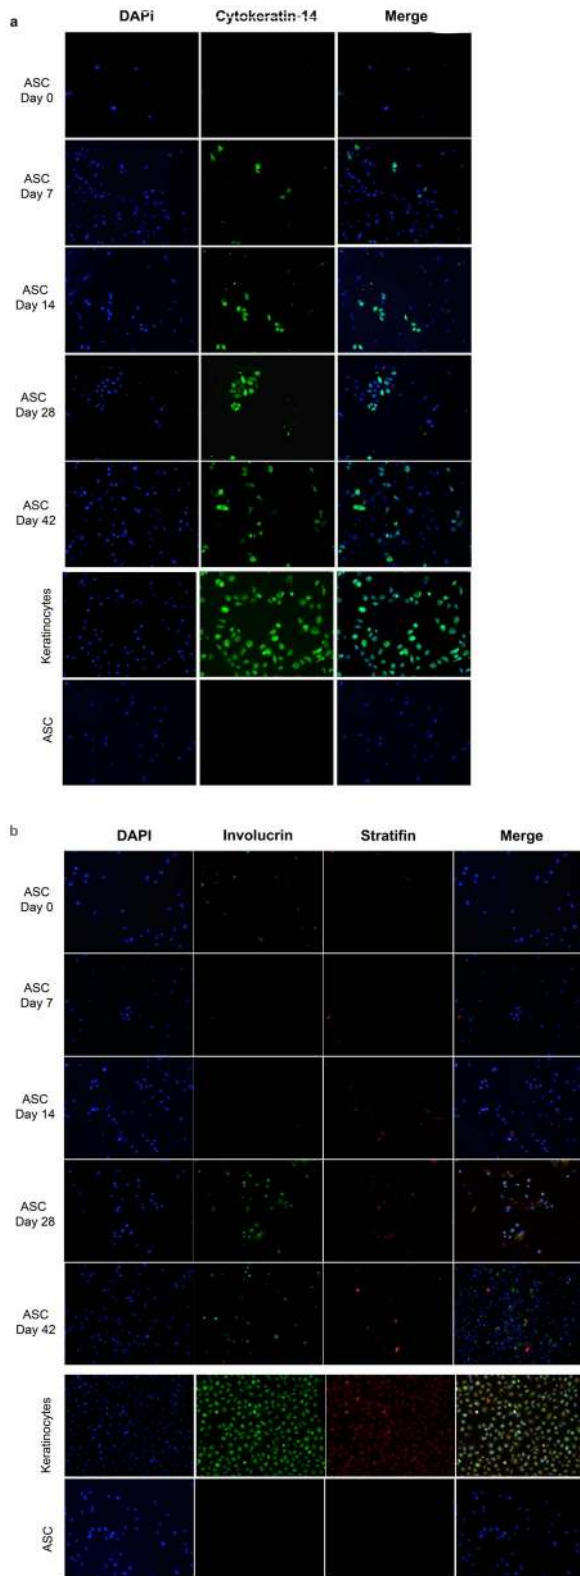 a
DAPI Cytokeratin-14 Merge
ASC
Day 0
ASC
Day 7
ASC
Day 14
ASC
Day 28
ASC
Day 42
Keratinocytes
ASC
b
DAPI Involucrin Stratifin Merge
ASC
Day 0
ASC
Day 7
ASC
Day 14
ASC
Day 28
ASC
Day 42
Keratinocytes
ASC